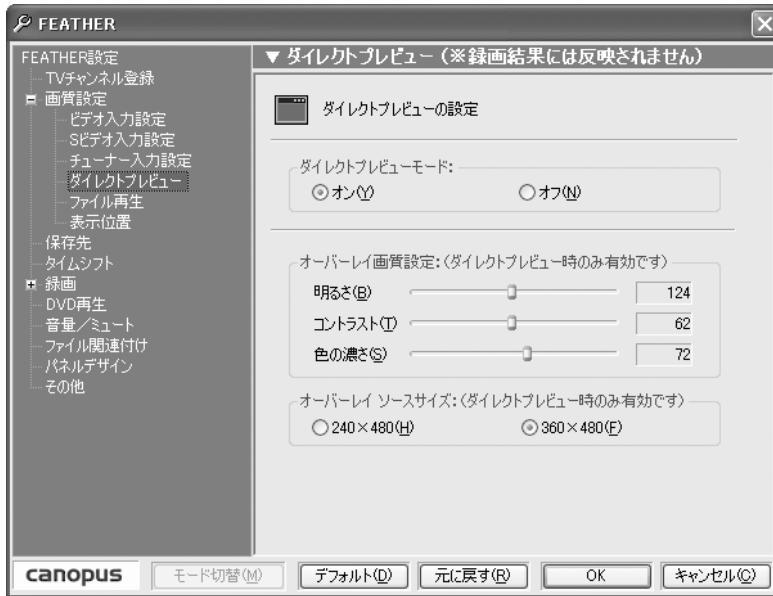 FEATHER
FEATHER設定
TVチャンネル登録
画質設定
ビデオ入力設定
Sビデオ入力設定
チューナー入力設定
ダイレクトプレビュー
ファイル再生
表示位置
保存先
タイムシフト
録画
DVD再生
音量／ミュート
ファイル関連付け
パネルデザイン
その他
▼ ダイレクトプレビュー（※録画結果には反映されません）
ダイレクトプレビューの設定
ダイレクトプレビューモード:
オン(Y) オフ(N)
オーバーレイ画質設定:(ダイレクトプレビュー時のみ有効です)
明るさ(B) 124
コントラスト(T) 62
色の濃さ(S) 72
オーバーレイ ソースサイズ:(ダイレクトプレビュー時のみ有効です)
240×480(H) 360×480(F)
canopus モード切替(M) デフォルト(D) 元に戻す(R) OK キャンセル(C)